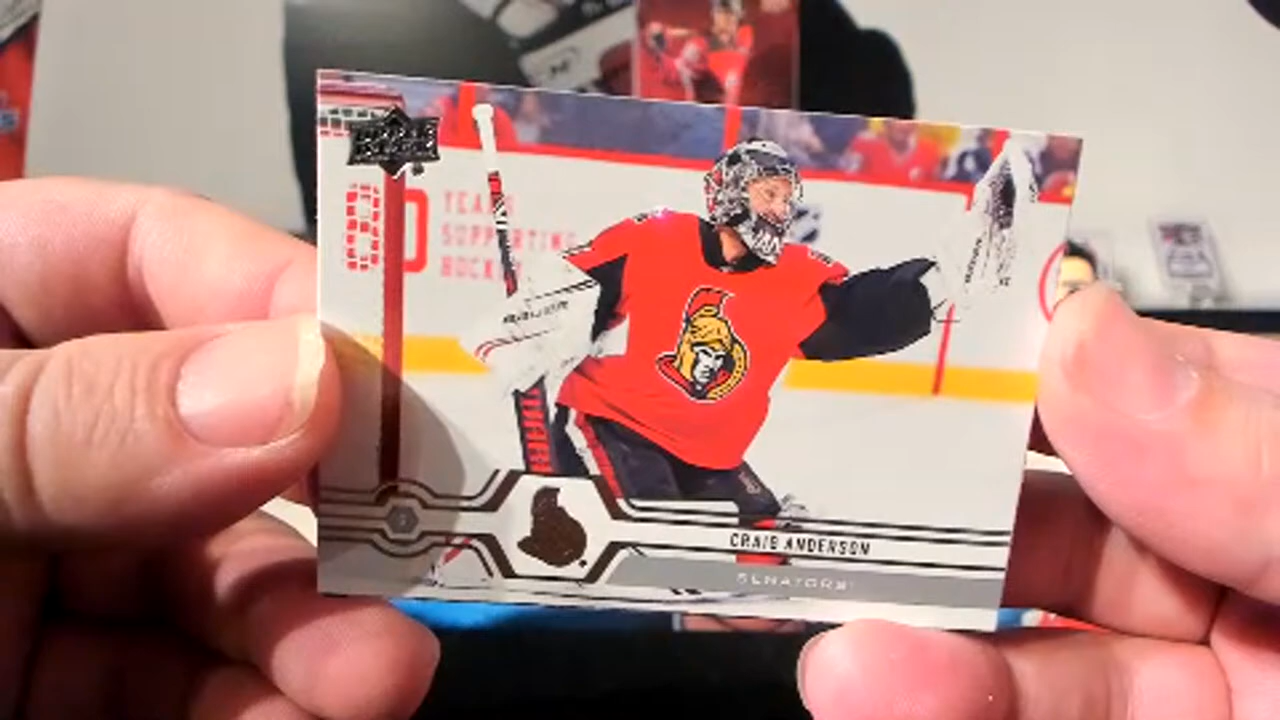 UPPER DECK
YEARS
SUPPORTING
HOCKEY
CRAIG ANDERSON
SENATORS